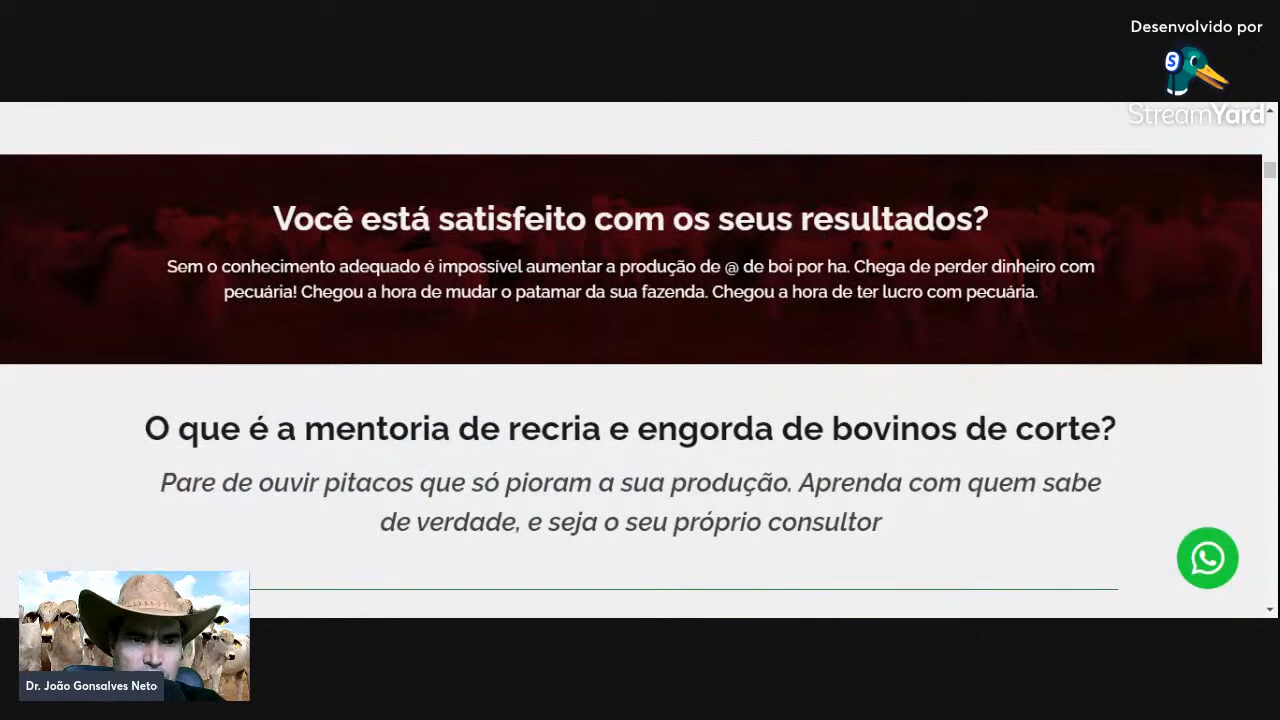 Desenvolvido por
S
StreamYard
Você está satisfeito com os seus resultados?
Sem o conhecimento adequado é impossível aumentar a produção de @ de boi por ha. Chega de perder dinheiro com
pecuária! Chegou a hora de mudar o patamar da sua fazenda. Chegou a hora de ter lucro com pecuária.
O que é a mentoria de recria e engorda de bovinos de corte?
Pare de ouvir pitacos que só pioram a sua produção. Aprenda com quem sabe
de verdade, e seja o seu próprio consultor
Dr. João Gonsalves Neto